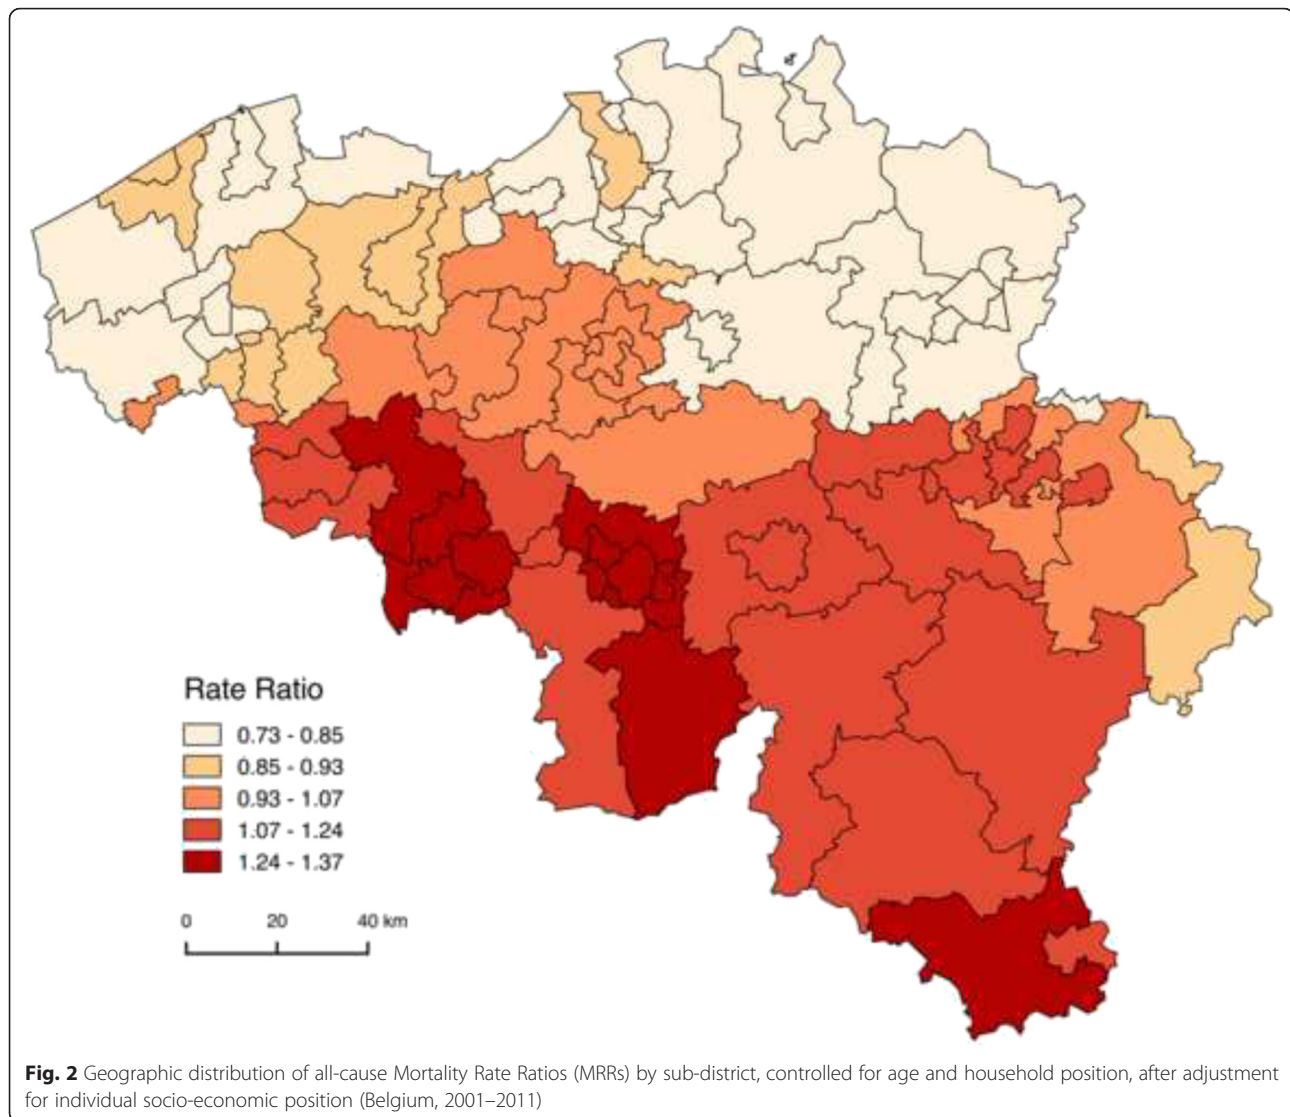 Rate Ratio
0.73 - 0.85
0.85 - 0.93
0.93 - 1.07
1.07 - 1.24
1.24 - 1.37
0 20 40 km
Fig. 2 Geographic distribution of all-cause Mortality Rate Ratios (MRRs) by sub-district, controlled for age and household position, after adjustment
for individual socio-economic position (Belgium, 2001–2011)